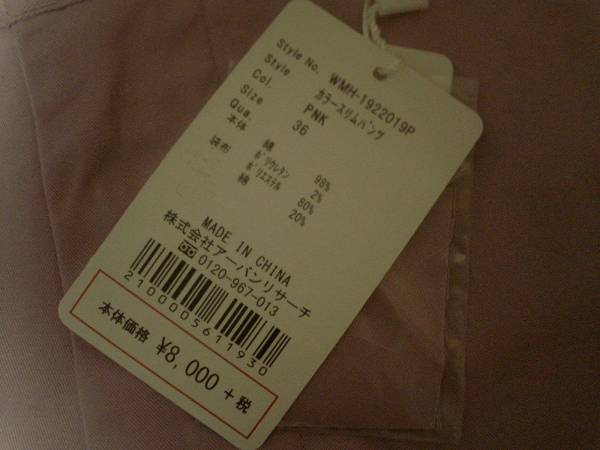 Style No. WMH-1922019P
Style カラースリムパンツ
Col. PNK
Size 36
Qua.
本体 綿 98%
ポリウレタン 2%
袋布 ポリエステル 80%
綿 20%
MADE IN CHINA
株式会社アーバンリサーチ
0120-967-013
2100005611930
本体価格 ¥8,000 +税